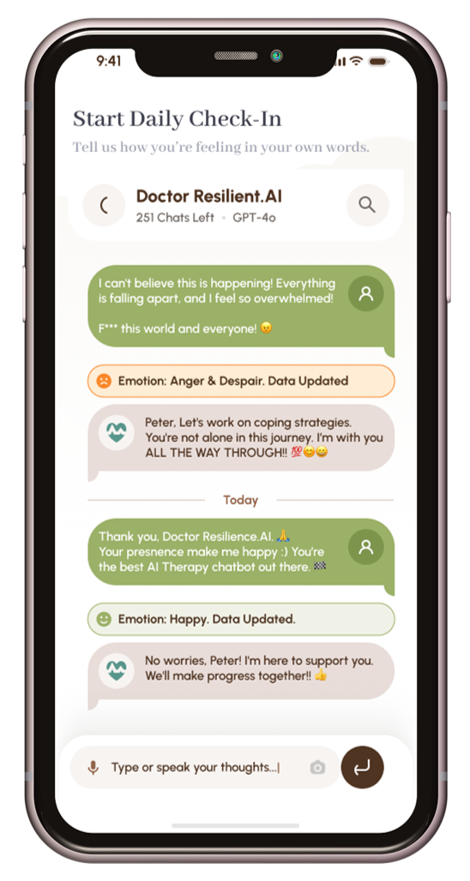 9:41
Start Daily Check-In
Tell us how you're feeling in your own words.
Doctor Resilient.AI
251 Chats Left • GPT-4o
I can't believe this is happening! Everything
is falling apart, and I feel so overwhelmed!
F*** this world and everyone! 😠
Emotion: Anger & Despair. Data Updated
Peter, Let's work on coping strategies.
You're not alone in this journey. I'm with you
ALL THE WAY THROUGH!! 💯😊😄
Today
Thank you, Doctor Resilience.AI. 🙏
Your presnence make me happy :) You're
the best AI Therapy chatbot out there. 🏁
Emotion: Happy. Data Updated.
No worries, Peter! I'm here to support you.
We'll make progress together!! 👍
Type or speak your thoughts...|